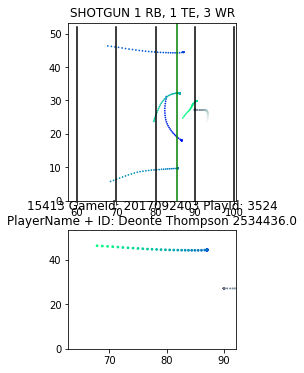 SHOTGUN 1 RB, 1 TE, 3 WR
50
40
30
20
10
0
60 70 80 90 100
15413 GameId: 2017092403 PlayId: 3524
PlayerName + ID: Deonte Thompson 2534436.0
40
20
0
70 80 90